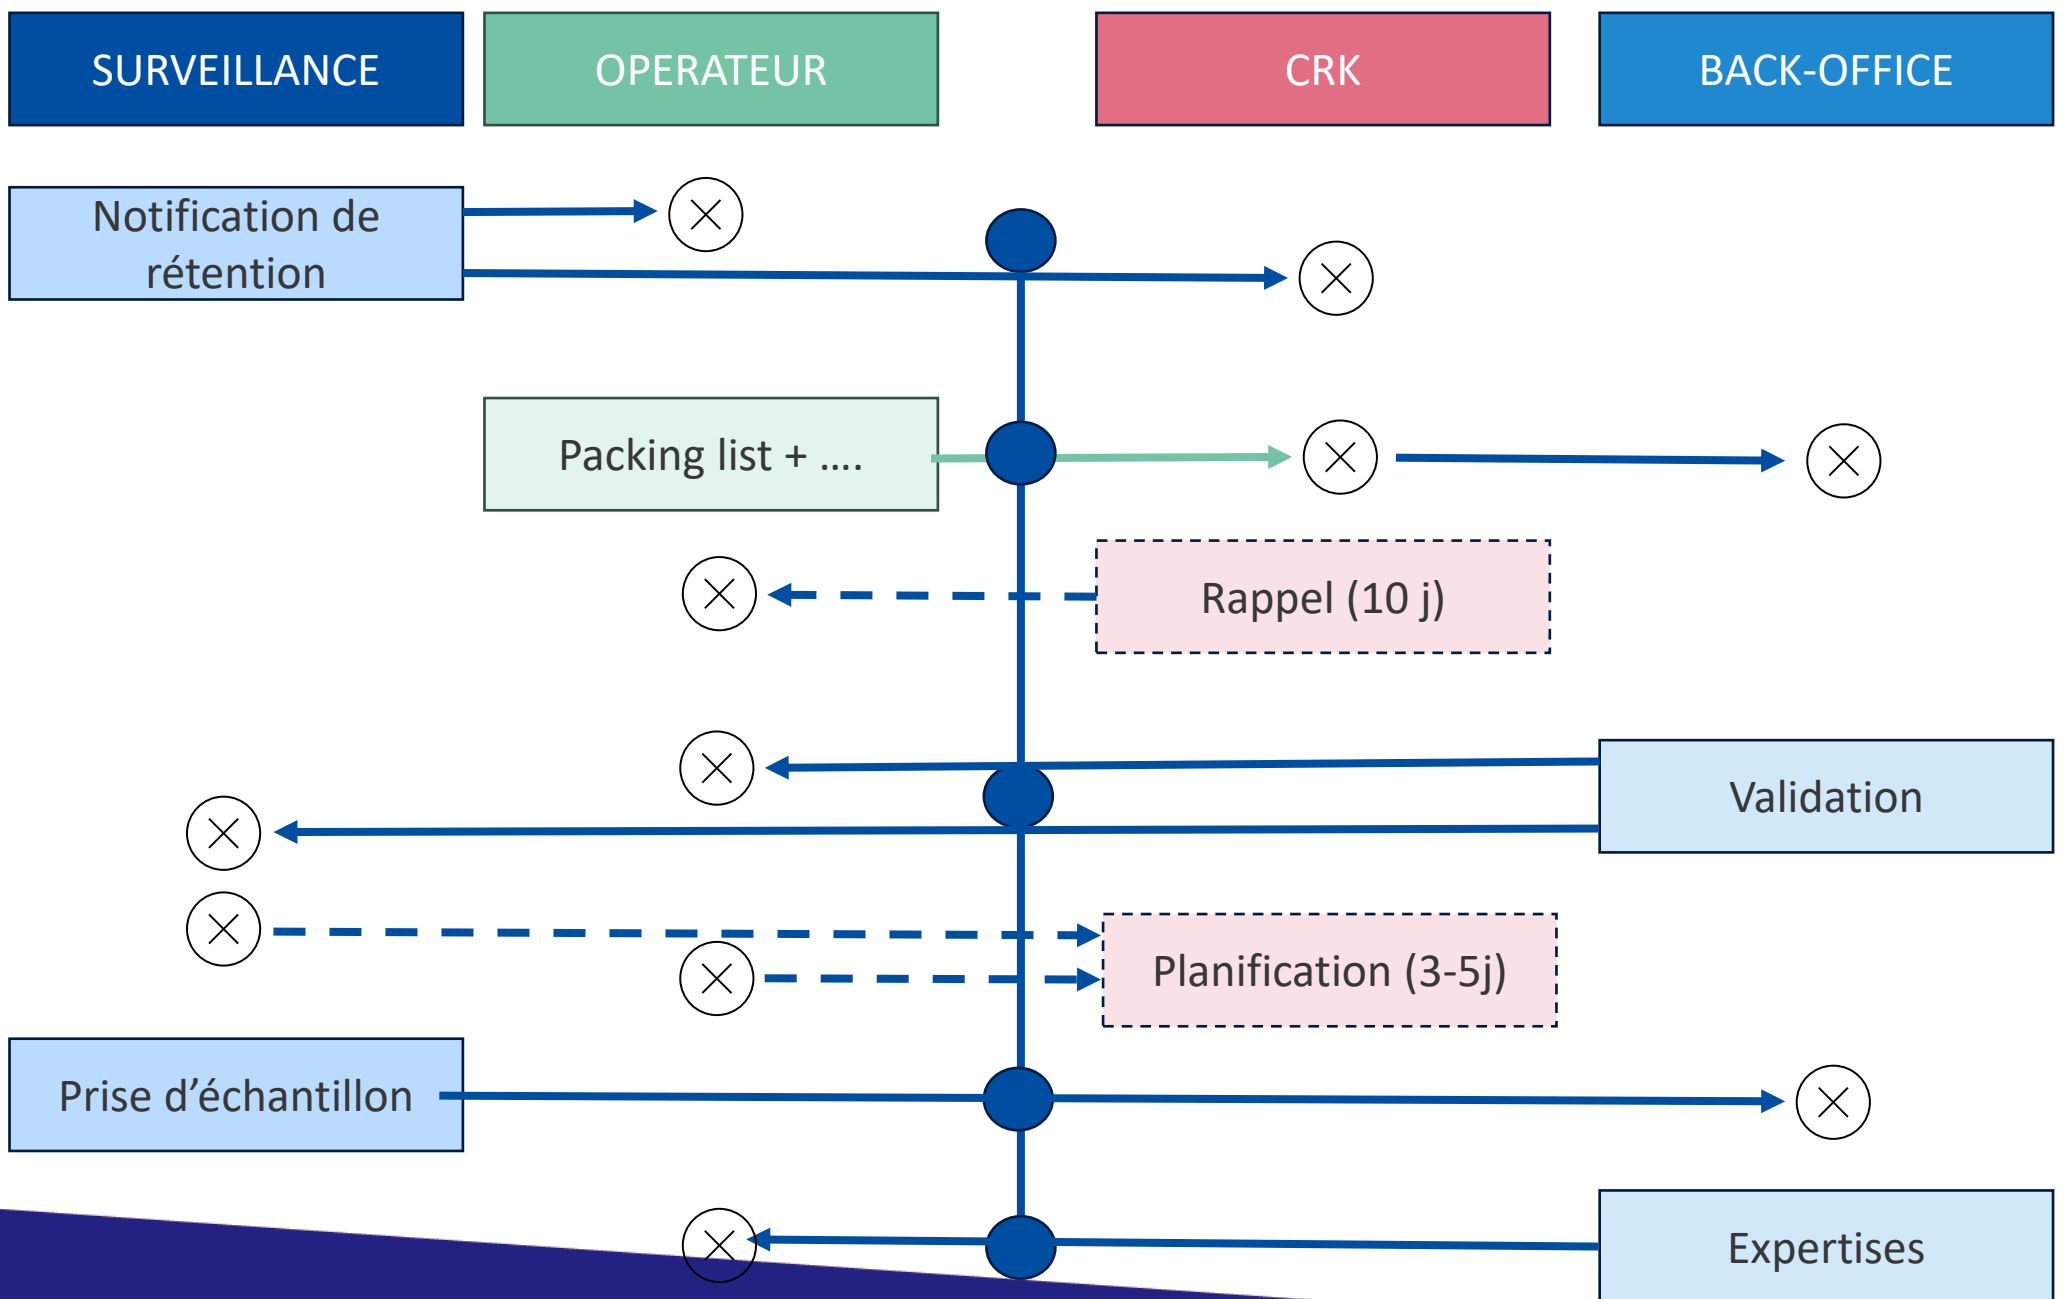 SURVEILLANCE
OPERATEUR
CRK
BACK-OFFICE
Notification de
rétention
Packing list + ....
Rappel (10 j)
Validation
Planification (3-5j)
Prise d’échantillon
Expertises